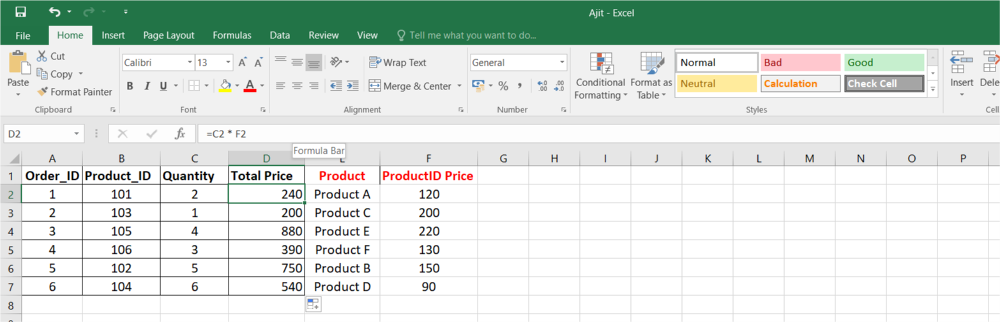 Ajit - Excel
File Home Insert Page Layout Formulas Data Review View Tell me what you want to do...
Paste
Cut
Copy
Format Painter
Clipboard
Calibri 13
B I U
Font
Wrap Text
Merge & Center
Alignment
General
%
Number
Conditional Formatting
Format as Table
Normal Bad Good
Neutral Calculation Check Cell
Styles
Insert Dele
Cell
D2 fx =C2 * F2
Formula Bar
A B C D E F G H I J K L M N O P
1 Order_ID Product_ID Quantity Total Price Product ProductID Price
2 1 101 2 240 Product A 120
3 2 103 1 200 Product C 200
4 3 105 4 880 Product E 220
5 4 106 3 390 Product F 130
6 5 102 5 750 Product B 150
7 6 104 6 540 Product D 90
8